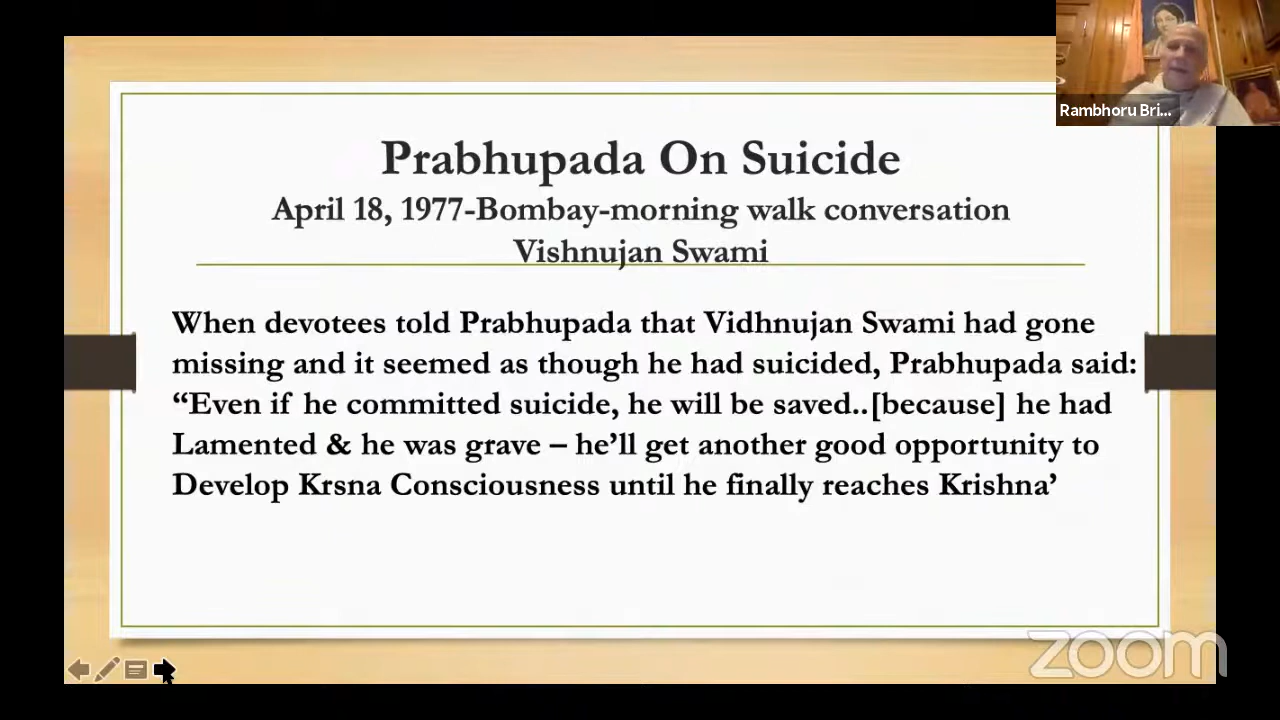 Rambhoru Bri...
Prabhupada On Suicide
April 18, 1977-Bombay-morning walk conversation
Vishnujan Swami
When devotees told Prabhupada that Vidhnujan Swami had gone
missing and it seemed as though he had suicided, Prabhupada said:
“Even if he committed suicide, he will be saved..[because] he had
Lamented & he was grave – he’ll get another good opportunity to
Develop Krsna Consciousness until he finally reaches Krishna’
zoom